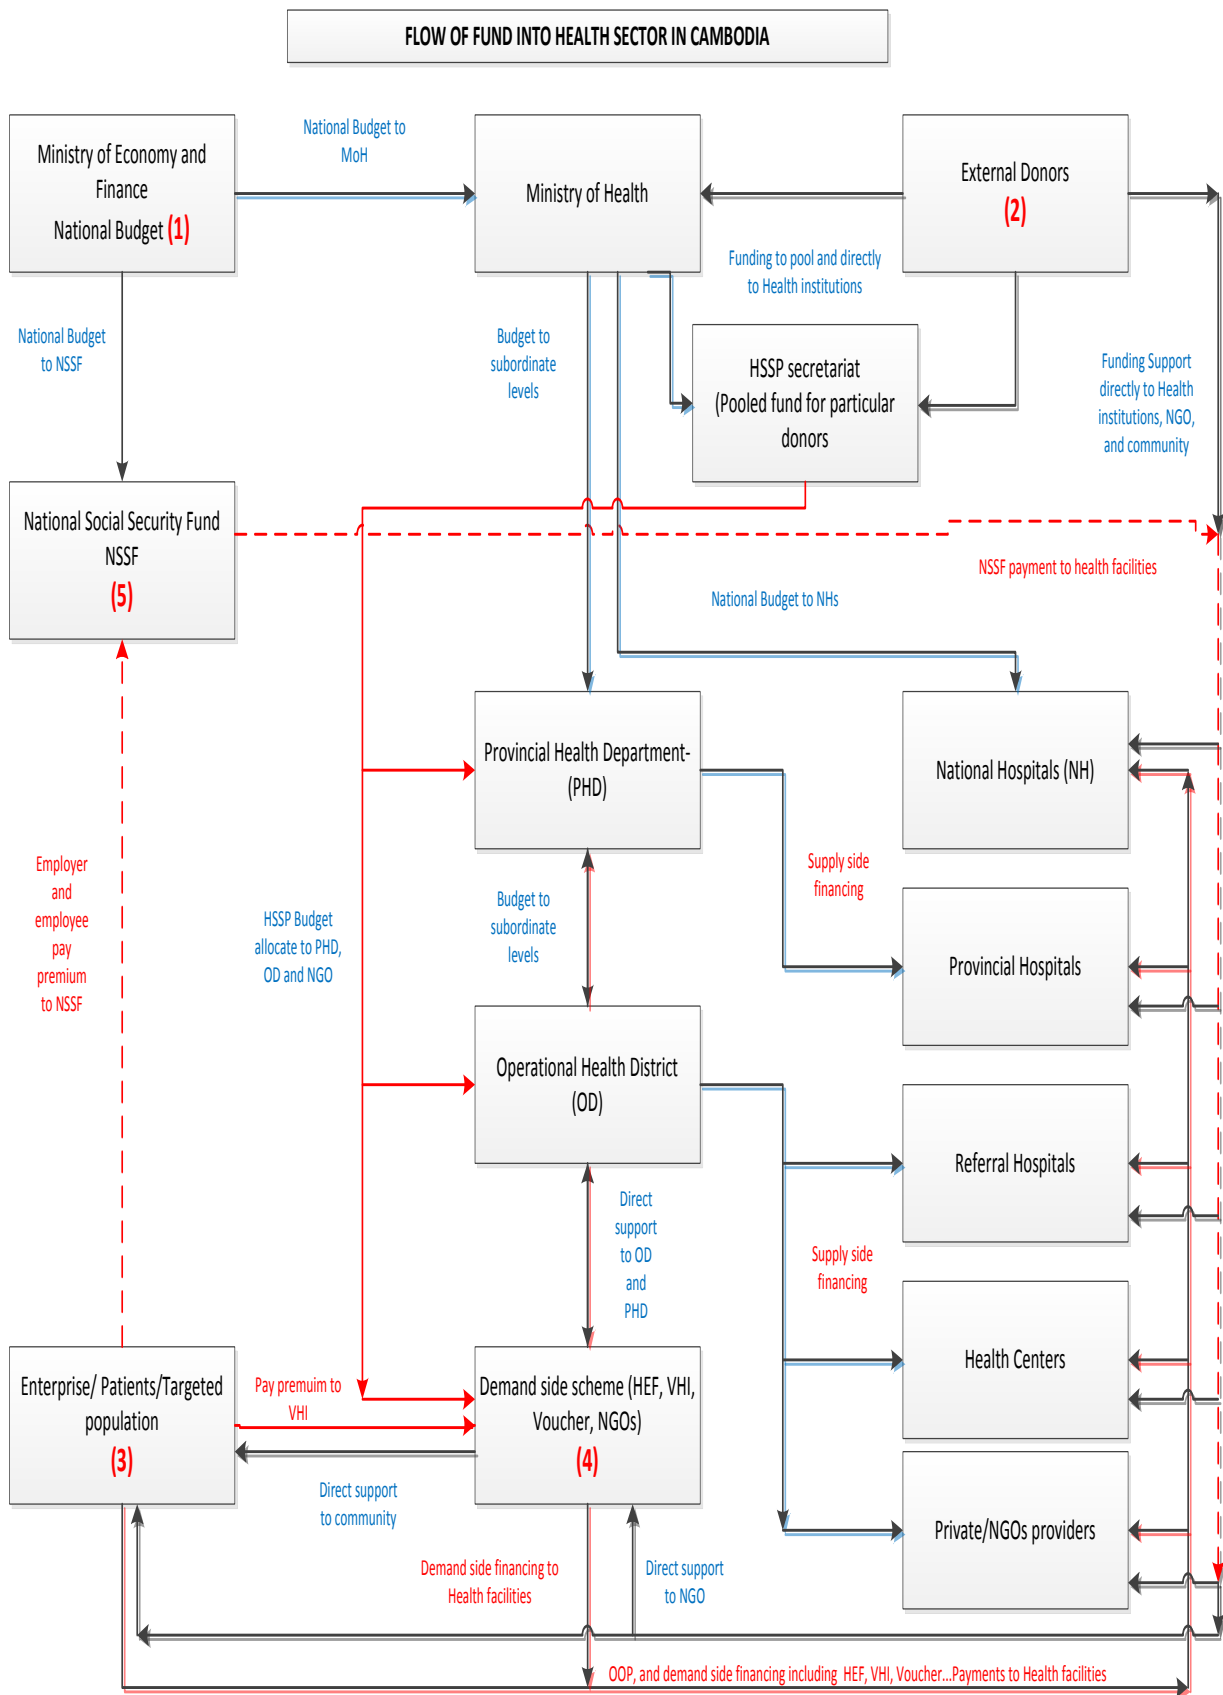 FLOW OF FUND INTO HEALTH SECTOR IN CAMBODIA
Ministry of Economy and
Finance
National Budget (1)
National Budget to
MoH
Ministry of Health
External Donors
(2)
Funding to pool and directly
to Health institutions
National Budget
to NSSF
Budget to
subordinate
levels
HSSP secretariat
(Pooled fund for particular
donors
Funding Support
directly to Health
institutions, NGO,
and community
National Social Security Fund
NSSF
(5)
NSSF payment to health facilities
National Budget to NHs
Provincial Health Department-
(PHD)
National Hospitals (NH)
Employer
and
employee
pay
premium
to NSSF
HSSP Budget
allocate to PHD,
OD and NGO
Budget to
subordinate
levels
Supply side
financing
Provincial Hospitals
Operational Health District
(OD)
Referral Hospitals
Direct
support
to OD
and
PHD
Supply side
financing
Health Centers
Enterprise/ Patients/Targeted
population
(3)
Pay premuim to
VHI
Demand side scheme (HEF, VHI,
Voucher, NGOs)
(4)
Direct support
to community
Private/NGOs providers
Demand side financing to
Health facilities
Direct support
to NGO
OOP, and demand side financing including HEF, VHI, Voucher...Payments to Health facilities